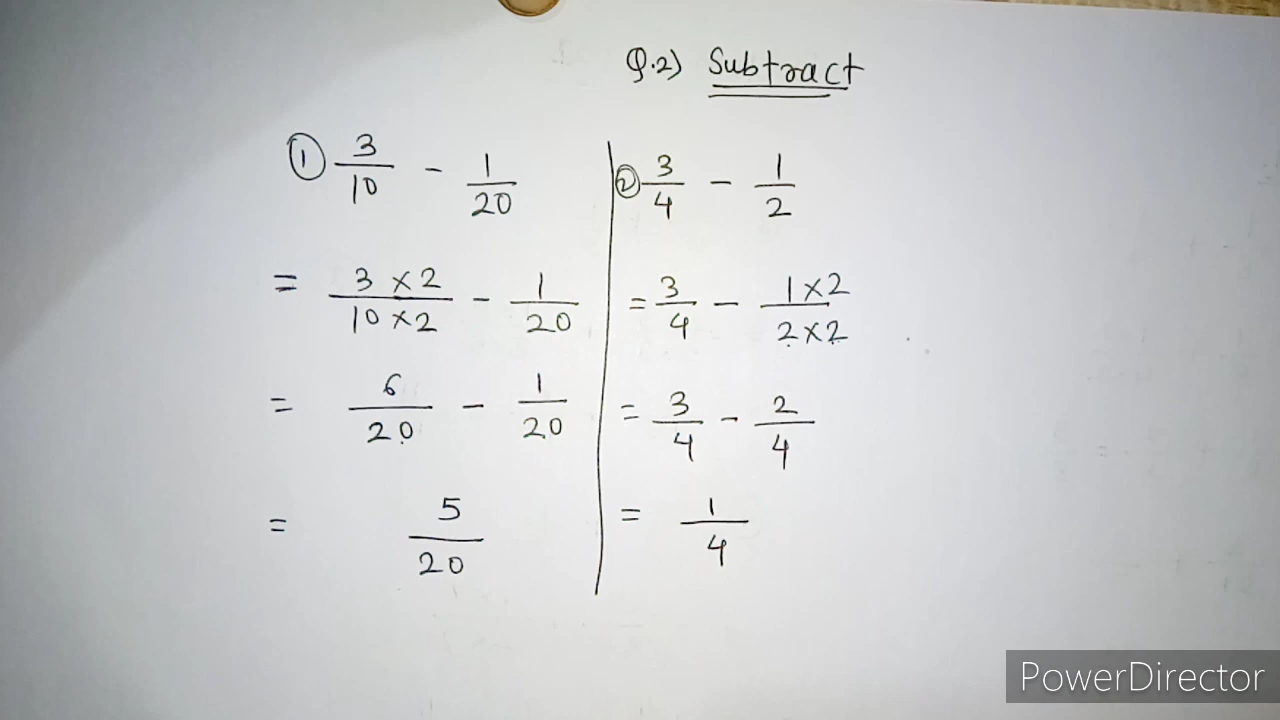 Q.2) Subtract
① 3/10 - 1/20
= 3 × 2/10 × 2 - 1/20
= 6/20 - 1/20
= 5/20
② 3/4 - 1/2
= 3/4 - 1 × 2/2 × 2
= 3/4 - 2/4
= 1/4
PowerDirector